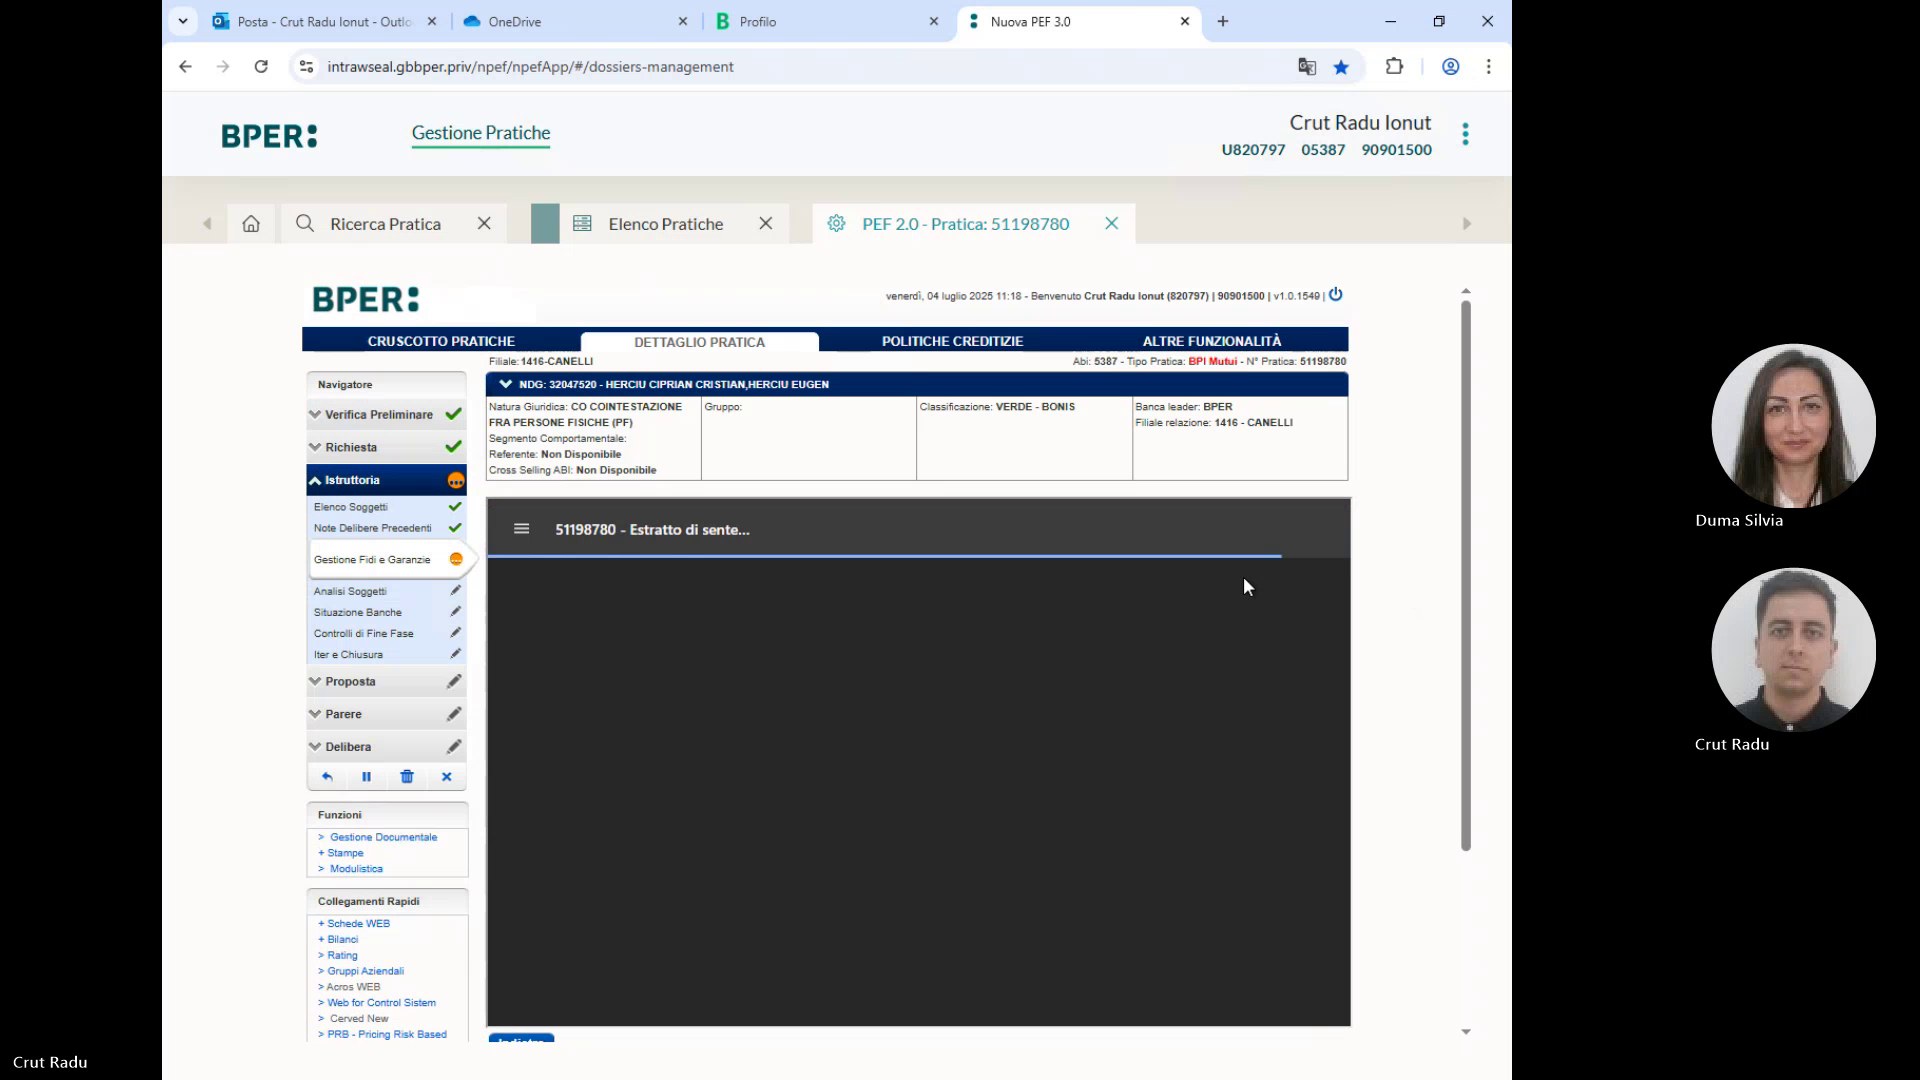 Posta - Crut Radu Ionut - Outlo
OneDrive
Profilo
Nuova PEF 3.0
intrawseal.gbbper.priv/npef/npefApp/#/dossiers-management
BPER:
Gestione Pratiche
Crut Radu Ionut
U820797 05387 90901500
Ricerca Pratica
Elenco Pratiche
PEF 2.0 - Pratica: 51198780
BPER:
venerdì, 04 luglio 2025 11:18 - Benvenuto Crut Radu Ionut (820797) | 90901500 | v1.0.1549 |
CRUSCOTTO PRATICHE
DETTAGLIO PRATICA
POLITICHE CREDITIZIE
ALTRE FUNZIONALITÀ
Filiale: 1416-CANELLI
Abi: 5387 - Tipo Pratica: BPI Mutui - N° Pratica: 51198780
NDG: 32047520 - HERCIU CIPRIAN CRISTIAN,HERCIU EUGEN
Natura Giuridica: CO COINTESTAZIONE
FRA PERSONE FISICHE (PF)
Segmento Comportamentale:
Referente: Non Disponibile
Cross Selling ABI: Non Disponibile
Gruppo:
Classificazione: VERDE - BONIS
Banca leader: BPER
Filiale relazione: 1416 - CANELLI
Navigatore
Verifica Preliminare
Richiesta
Istruttoria
Elenco Soggetti
Note Delibere Precedenti
Gestione Fidi e Garanzie
Analisi Soggetti
Situazione Banche
Controlli di Fine Fase
Iter e Chiusura
Proposta
Parere
Delibera
51198780 - Estratto di sente...
Funzioni
> Gestione Documentale
+ Stampe
> Modulistica
Collegamenti Rapidi
+ Schede WEB
+ Bilanci
> Rating
> Gruppi Aziendali
> Acros WEB
> Web for Control Sistem
> Cerved New
> PRB - Pricing Risk Based
Indietro
Duma Silvia
Crut Radu
Crut Radu